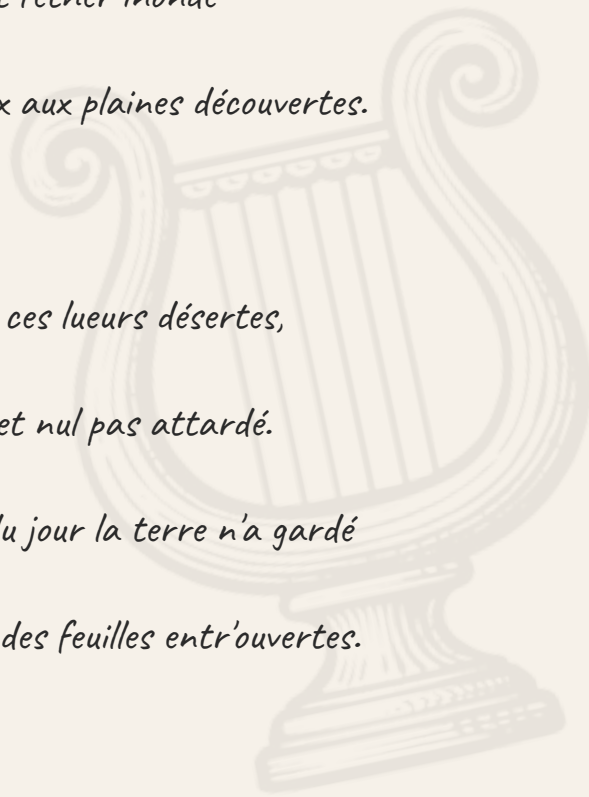 aux plaines découvertes.
ces lueurs désertes,
et nul pas attardé.
jour la terre n'a gardé
des feuilles entr'ouvertes.